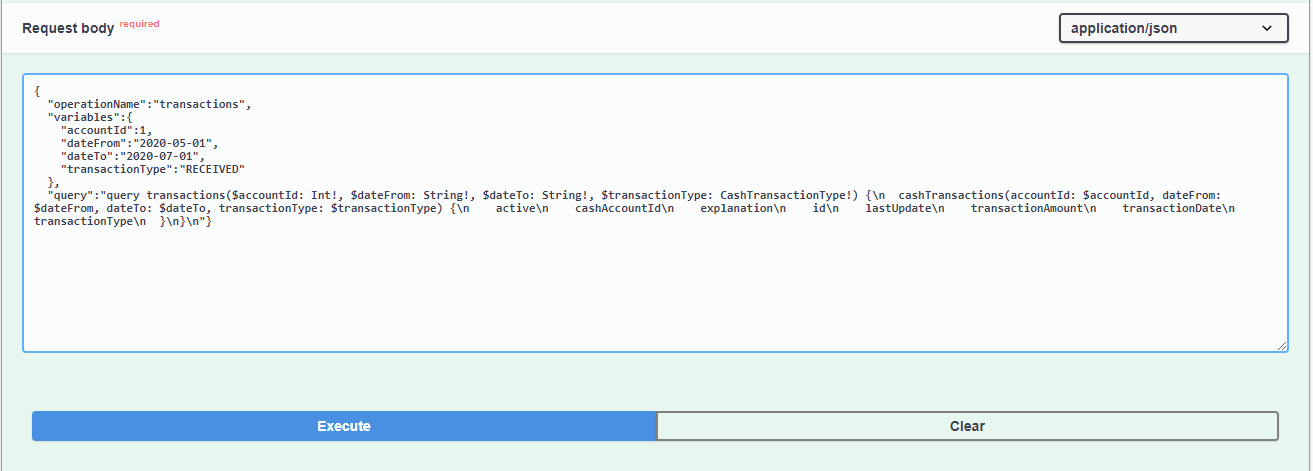 Request body required
application/json
{
  "operationName":"transactions",
  "variables":{
    "accountId":1,
    "dateFrom":"2020-05-01",
    "dateTo":"2020-07-01",
    "transactionType":"RECEIVED"
  },
  "query":"query transactions($accountId: Int!, $dateFrom: String!, $dateTo: String!, $transactionType: CashTransactionType!) {\n  cashTransactions(accountId: $accountId, dateFrom:
$dateFrom, dateTo: $dateTo, transactionType: $transactionType) {\n    active\n    cashAccountId\n    explanation\n    id\n    lastUpdate\n    transactionAmount\n    transactionDate\n
transactionType\n  }\n}\n"}
Execute
Clear